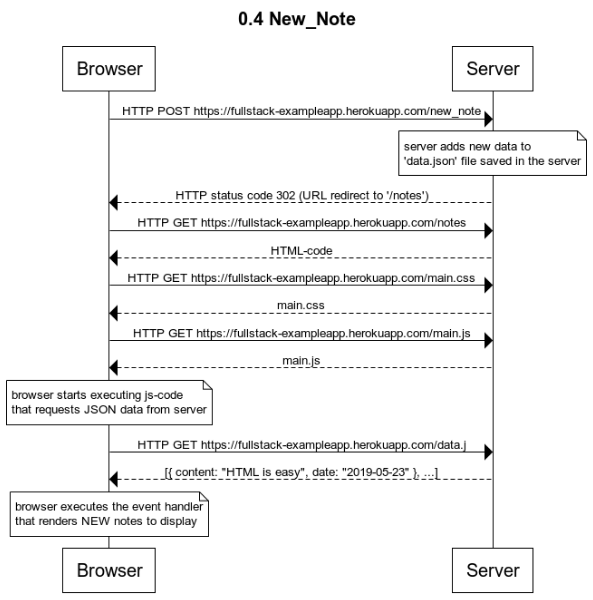 0.4 New_Note
Browser
Server
HTTP POST https://fullstack-exampleapp.herokuapp.com/new_note
server adds new data to
'data.json' file saved in the server
HTTP status code 302 (URL redirect to '/notes')
HTTP GET https://fullstack-exampleapp.herokuapp.com/notes
HTML-code
HTTP GET https://fullstack-exampleapp.herokuapp.com/main.css
main.css
HTTP GET https://fullstack-exampleapp.herokuapp.com/main.js
main.js
browser starts executing js-code
that requests JSON data from server
HTTP GET https://fullstack-exampleapp.herokuapp.com/data.j
[{ content: "HTML is easy", date: "2019-05-23" }, ...]
browser executes the event handler
that renders NEW notes to display
Browser
Server